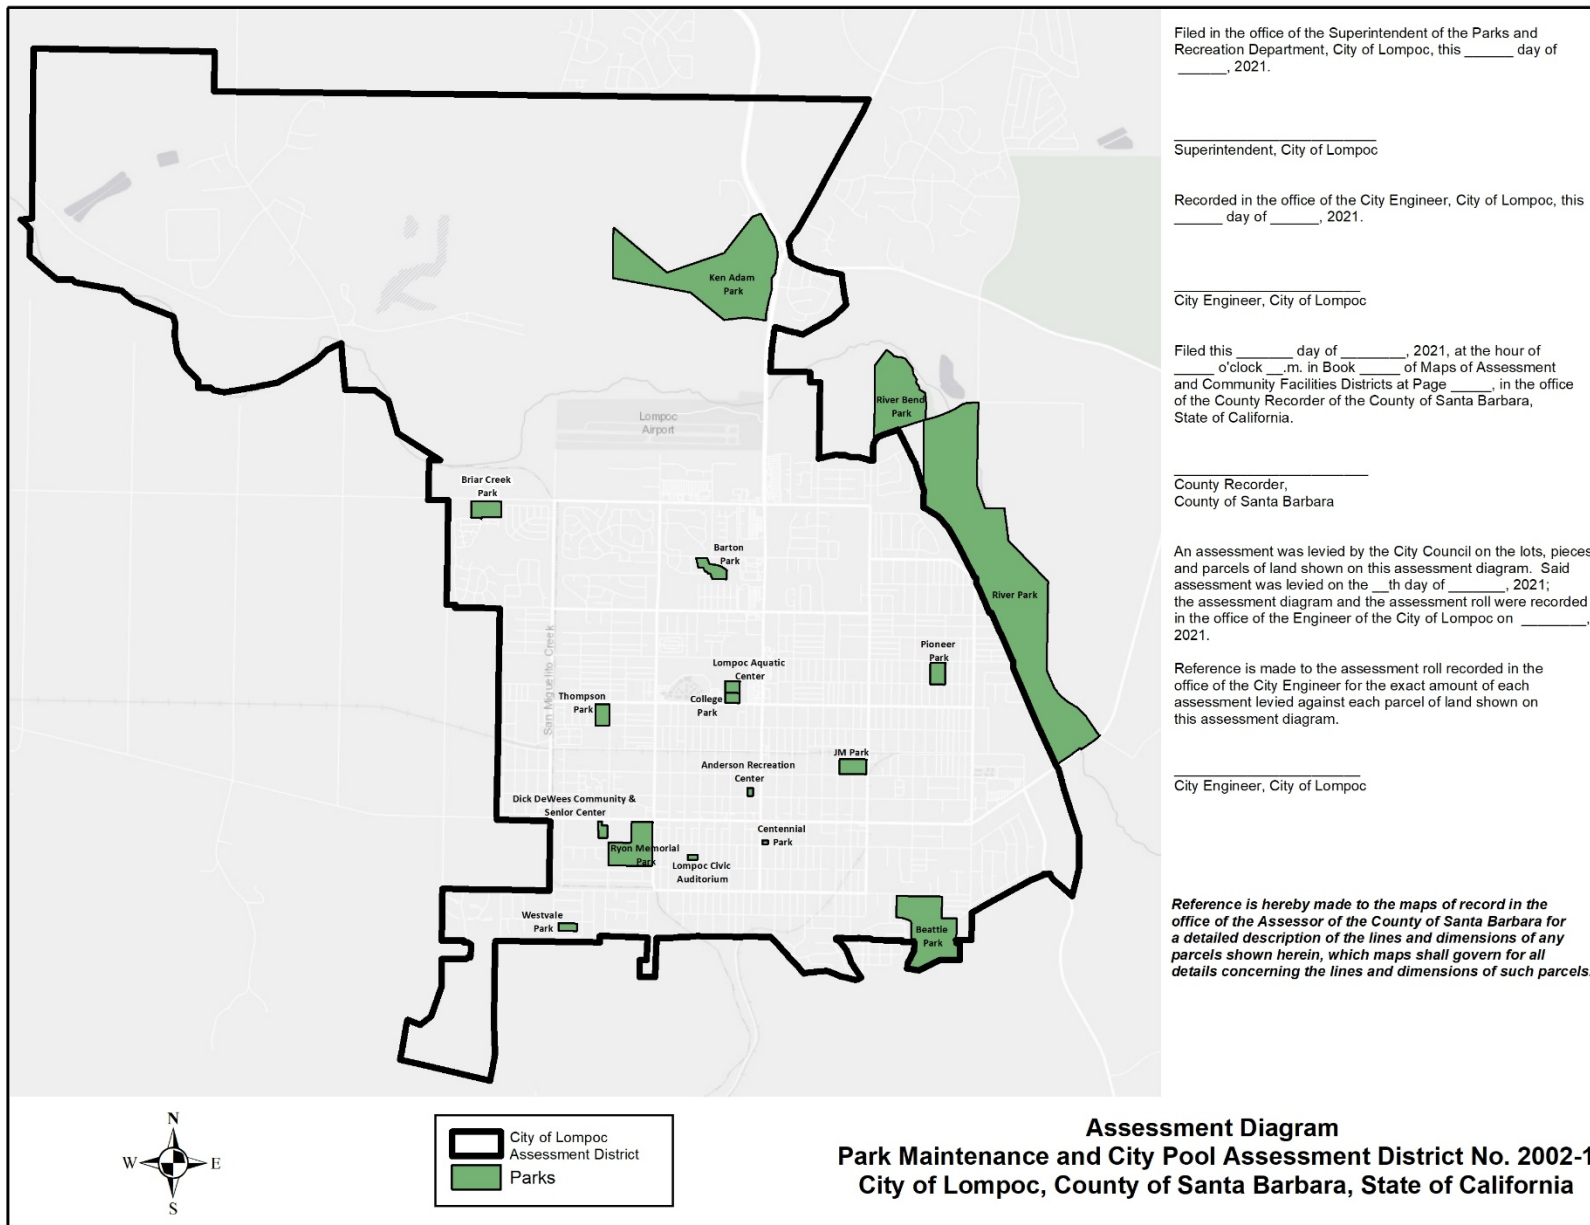 Filed in the office of the Superintendent of the Parks and
Recreation Department, City of Lompoc, this ______ day of
______, 2021.
Superintendent, City of Lompoc
Recorded in the office of the City Engineer, City of Lompoc, this
______ day of ______, 2021.
City Engineer, City of Lompoc
Filed this _______ day of ________, 2021, at the hour of
_____ o'clock __.m. in Book _____ of Maps of Assessment
and Community Facilities Districts at Page _____, in the office
of the County Recorder of the County of Santa Barbara,
State of California.
County Recorder,
County of Santa Barbara
An assessment was levied by the City Council on the lots, pieces
and parcels of land shown on this assessment diagram. Said
assessment was levied on the __th day of _______, 2021;
the assessment diagram and the assessment roll were recorded
in the office of the Engineer of the City of Lompoc on ________,
2021.
Reference is made to the assessment roll recorded in the
office of the City Engineer for the exact amount of each
assessment levied against each parcel of land shown on
this assessment diagram.
City Engineer, City of Lompoc
Reference is hereby made to the maps of record in the
office of the Assessor of the County of Santa Barbara for
a detailed description of the lines and dimensions of any
parcels shown herein, which maps shall govern for all
details concerning the lines and dimensions of such parcels.
Ken Adam
Park
River Bend
Park
Lompoc
Airport
Briar Creek
Park
Barton
Park
River Park
San Miguelito Creek
Pioneer
Park
Lompoc Aquatic
Center
Thompson
Park
College
Park
JM Park
Anderson Recreation
Center
Dick DeWees Community &
Senior Center
Centennial
Park
Ryon Memorial
Park
Lompoc Civic
Auditorium
Westvale
Park
Beattie
Park
N
W
E
S
City of Lompoc
Assessment District
Parks
Assessment Diagram
Park Maintenance and City Pool Assessment District No. 2002-1
City of Lompoc, County of Santa Barbara, State of California